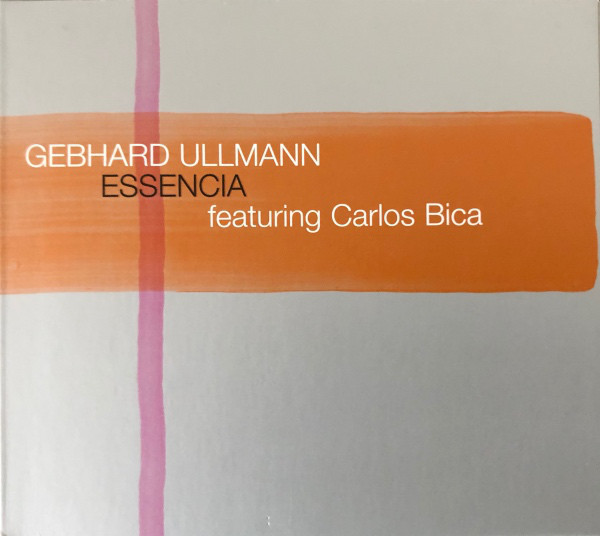 GEBHARD ULLMANN
ESSENCIA
featuring Carlos Bica